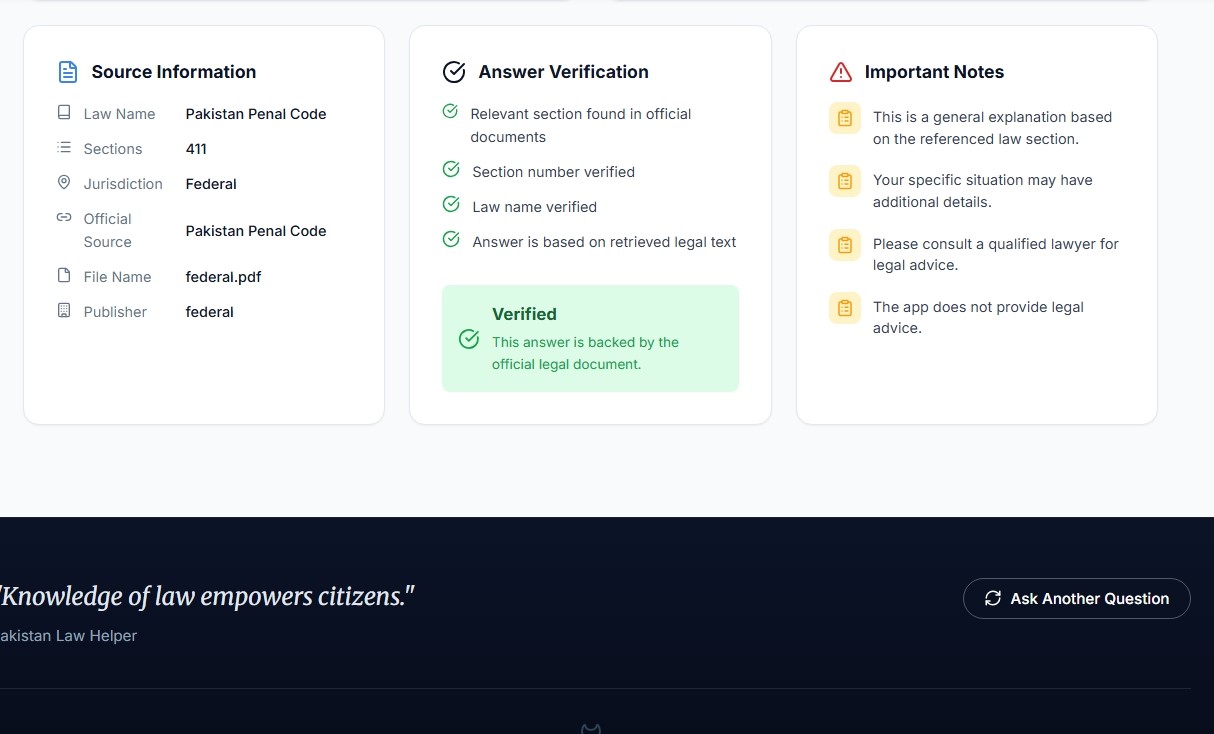 Source Information
Law Name Pakistan Penal Code
Sections 411
Jurisdiction Federal
Official
Source
Pakistan Penal Code
File Name federal.pdf
Publisher federal
Answer Verification
Relevant section found in official
documents
Section number verified
Law name verified
Answer is based on retrieved legal text
Verified
This answer is backed by the
official legal document.
Important Notes
This is a general explanation based
on the referenced law section.
Your specific situation may have
additional details.
Please consult a qualified lawyer for
legal advice.
The app does not provide legal
advice.
"Knowledge of law empowers citizens."
akistan Law Helper
Ask Another Question